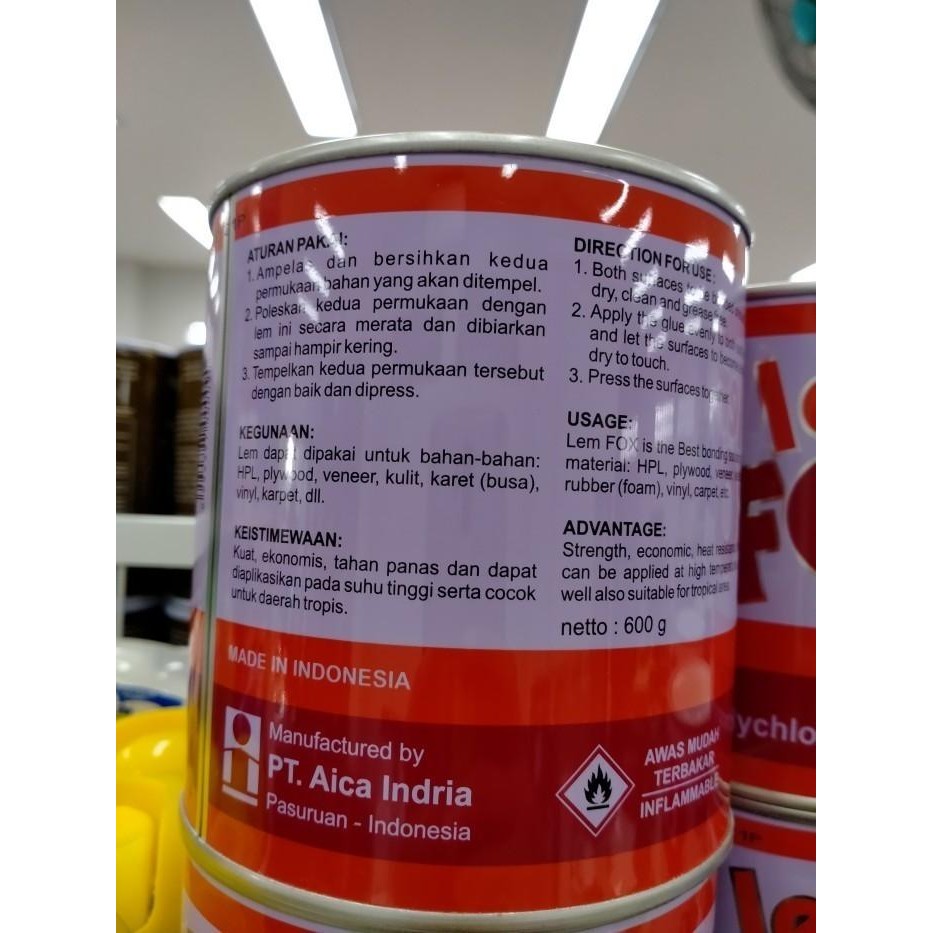 ATURAN PAKAI:
1. Ampelas dan bersihkan kedua
permukaan bahan yang akan ditempel.
2. Poleskan kedua permukaan dengan
lem ini secara merata dan dibiarkan
sampai hampir kering.
3. Tempelkan kedua permukaan tersebut
dengan baik dan dipress.
KEGUNAAN:
Lem dapat dipakai untuk bahan-bahan:
HPL, plywood, veneer, kulit, karet (busa),
vinyl, karpet, dll.
KEISTIMEWAAN:
Kuat, ekonomis, tahan panas dan dapat
diaplikasikan pada suhu tinggi serta cocok
untuk daerah tropis.
DIRECTION FOR USE:
1. Both surfaces to be
dry, clean and grease
2. Apply the glue evenly to both
and let the surfaces to become
dry to touch.
3. Press the surfaces together
USAGE:
Lem FOX is the Best bonding
material: HPL, plywood, veneer,
rubber (foam), vinyl, carpet, etc.
ADVANTAGE:
Strength, economic, heat
can be applied at high
well also suitable for tropical
netto : 600 g
MADE IN INDONESIA
Manufactured by
PT. Aica Indria
Pasuruan - Indonesia
AWAS MUDAH
TERBAKAR
INFLAMMABLE